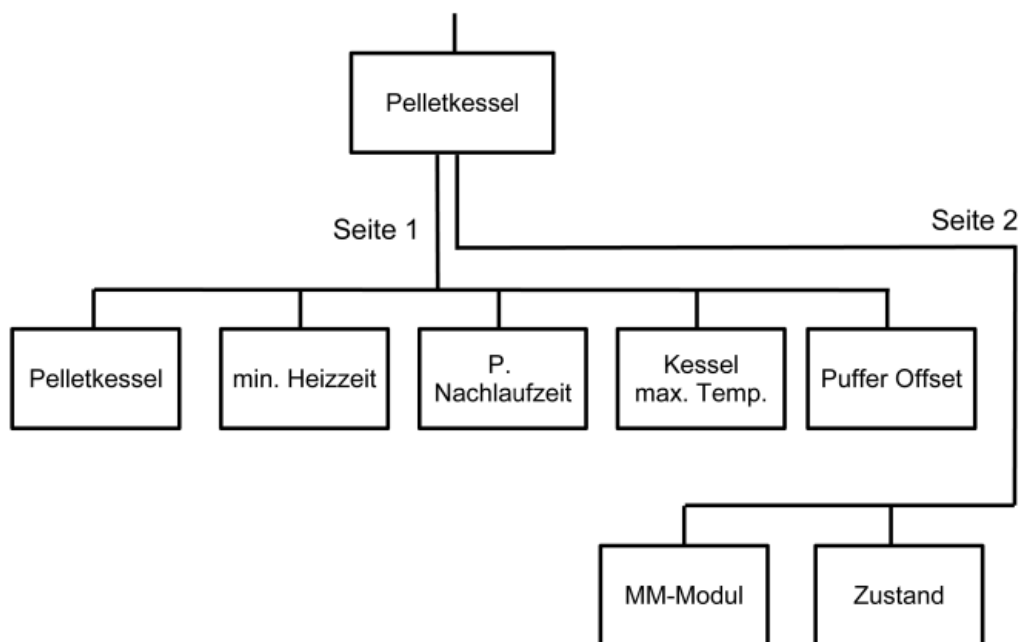 Pelletkessel
Seite 1
Seite 2
Pelletkessel
min. Heizzeit
P.
Nachlaufzeit
Kessel
max. Temp.
Puffer Offset
MM-Modul
Zustand